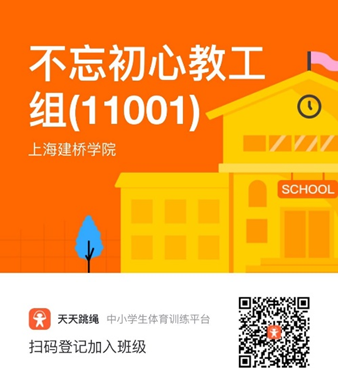 不忘初心教工
组(11001)
上海建桥学院
SCHOOL
天天跳绳 中小学生体育训练平台
扫码登记加入班级